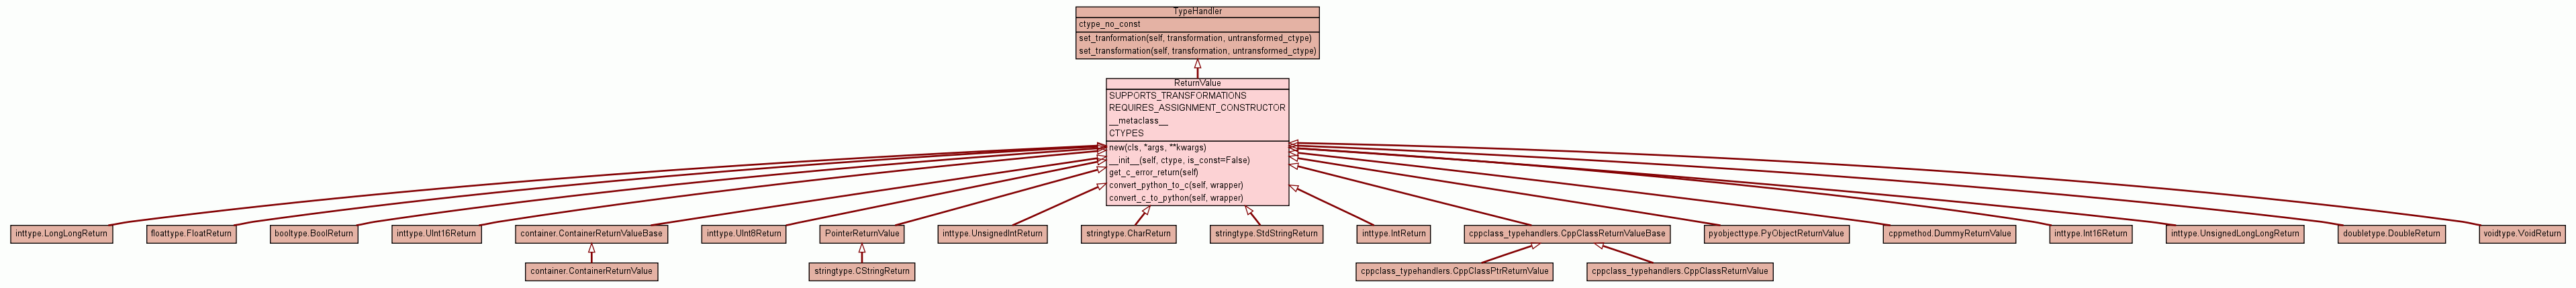 TypeHandler
ctype_no_const
set_tranformation(self, transformation, untransformed_ctype)
set_transformation(self, transformation, untransformed_ctype)
ReturnValue
SUPPORTS_TRANSFORMATIONS
REQUIRES_ASSIGNMENT_CONSTRUCTOR
__metaclass__
CTYPES
new(cls, *args, **kwargs)
__init__(self, ctype, is_const=False)
get_c_error_return(self)
convert_python_to_c(self, wrapper)
convert_c_to_python(self, wrapper)
inttype.LongLongReturn
floattype.FloatReturn
booltype.BoolReturn
inttype.UInt16Return
container.ContainerReturnValueBase
inttype.UInt8Return
PointerReturnValue
inttype.UnsignedIntReturn
stringtype.CharReturn
stringtype.StdStringReturn
inttype.IntReturn
cppclass_typehandlers.CppClassReturnValueBase
pyobjecttype.PyObjectReturnValue
cppmethod.DummyReturnValue
inttype.Int16Return
inttype.UnsignedLongLongReturn
doubletype.DoubleReturn
voidtype.VoidReturn
container.ContainerReturnValue
stringtype.CStringReturn
cppclass_typehandlers.CppClassPtrReturnValue
cppclass_typehandlers.CppClassReturnValue